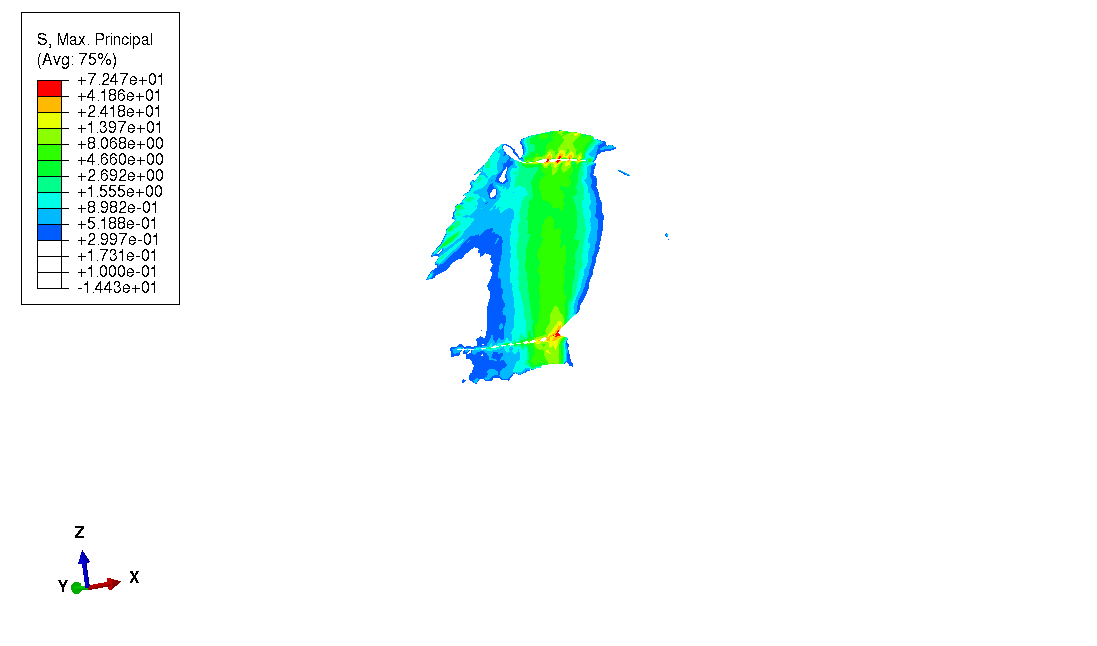 S, Max. Principal
(Avg: 75%)
+7.247e+01
+4.186e+01
+2.418e+01
+1.397e+01
+8.068e+00
+4.660e+00
+2.692e+00
+1.555e+00
+8.982e-01
+5.188e-01
+2.997e-01
+1.731e-01
+1.000e-01
-1.443e+01
Z
Y
X